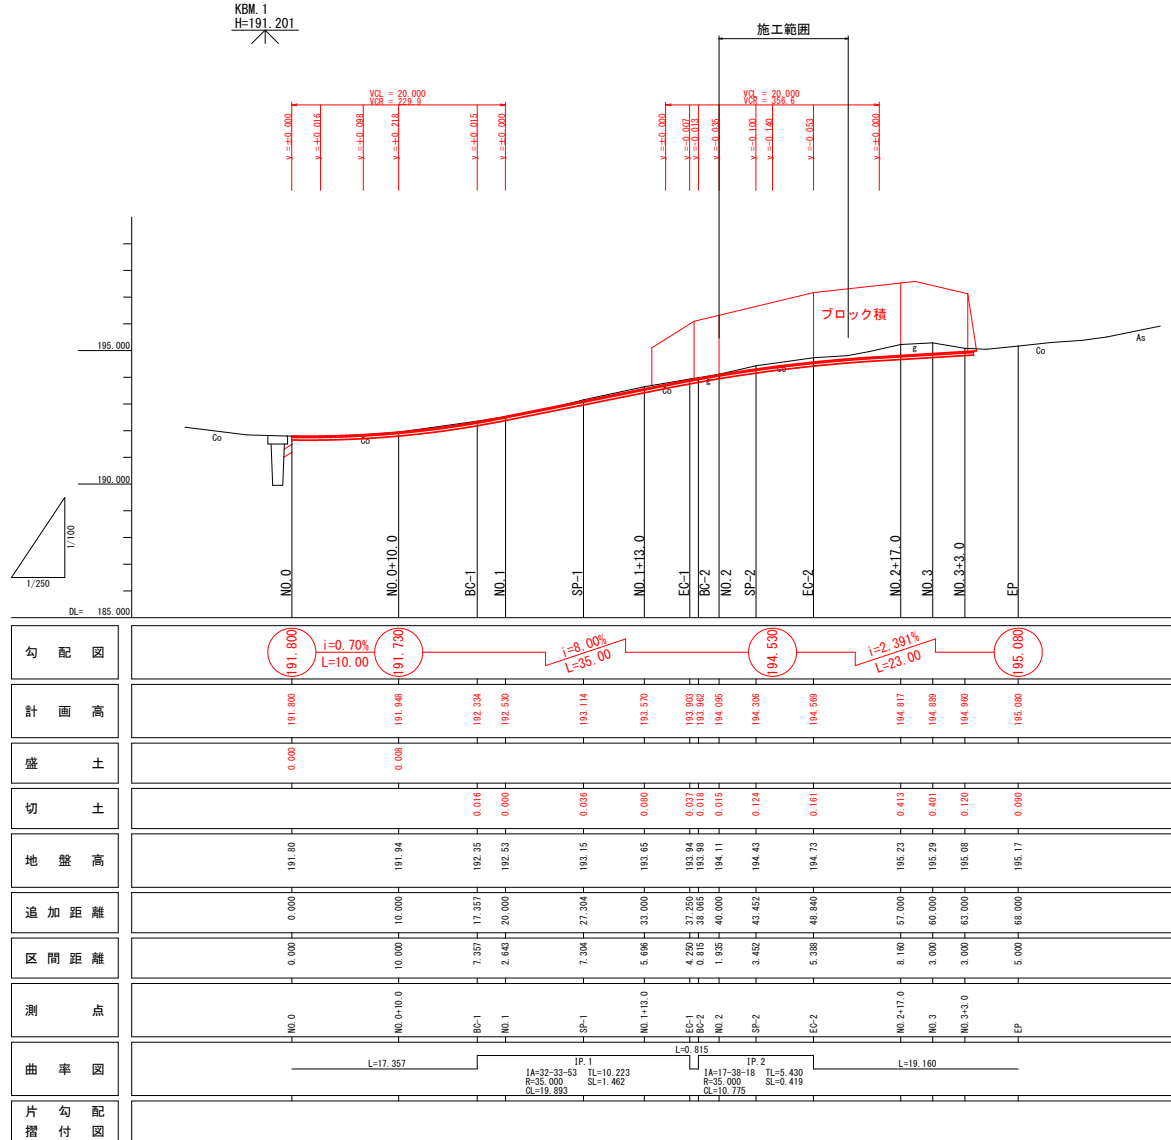 KBM.1
H=191.201
施工範囲
VCL = 20.000
VCR = 229.9
VCL = 20.000
VCR = 356.6
y =±0.000
y =+0.016
y =+0.098
y =+0.218
y =+0.015
y =±0.000
y =±0.000
y =-0.007
y =-0.013
y =-0.035
y =-0.100
y =-0.140
y =-0.053
y =±0.000
ブロック積
195.000
190.000
DL= 185.000
1/100
1/250
Co
Co
Co
g
Co
g
Co
As
NO.0
NO.0+10.0
BC-1
NO.1
SP-1
NO.1+13.0
EC-1
BC-2
NO.2
SP-2
EC-2
NO.2+17.0
NO.3
NO.3+3.0
EP
勾配図
191.800
i=0.70%
L=10.00
191.730
i=8.00%
L=35.00
194.530
i=2.391%
L=23.00
195.080
計画高
191.800
191.948
192.334
192.530
193.114
193.570
193.903
193.962
194.095
194.306
194.569
194.817
194.889
194.960
195.080
盛土
0.000
0.008
切土
0.016
0.000
0.036
0.080
0.037
0.018
0.015
0.124
0.161
0.413
0.401
0.120
0.090
地盤高
191.80
191.94
192.35
192.53
193.15
193.65
193.94
193.98
194.11
194.43
194.73
195.23
195.29
195.08
195.17
追加距離
0.000
10.000
17.357
20.000
27.304
33.000
37.250
38.065
40.000
43.452
48.840
57.000
60.000
63.000
68.000
区間距離
0.000
10.000
7.357
2.643
7.304
5.696
4.250
0.815
1.935
3.452
5.388
8.160
3.000
3.000
5.000
測点
NO.0
NO.0+10.0
BC-1
NO.1
SP-1
NO.1+13.0
EC-1
BC-2
NO.2
SP-2
EC-2
NO.2+17.0
NO.3
NO.3+3.0
EP
曲率図
L=17.357
IP.1
IA=32-33-53 TL=10.223
R=35.000 SL=1.462
CL=19.893
L=0.815
IP.2
IA=17-38-18 TL=5.430
R=35.000 SL=0.419
CL=10.775
L=19.160
片勾配
摺付図